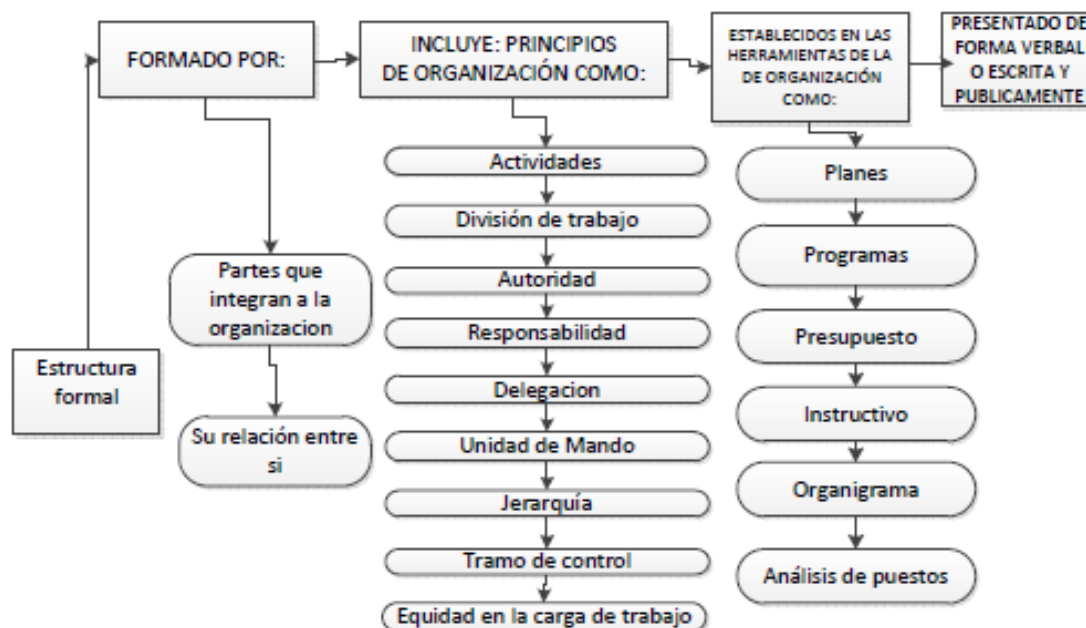 FORMADO POR:
INCLUYE: PRINCIPIOS
DE ORGANIZACIÓN COMO:
ESTABLECIDOS EN LAS
HERRAMIENTAS DE LA
DE ORGANIZACIÓN
COMO:
PRESENTADO DE
FORMA VERBAL
O ESCRITA Y
PUBLICAMENTE
Estructura
formal
Partes que
integran a la
organizacion
Su relación entre
si
Actividades
División de trabajo
Autoridad
Responsabilidad
Delegacion
Unidad de Mando
Jerarquía
Tramo de control
Equidad en la carga de trabajo
Planes
Programas
Presupuesto
Instructivo
Organigrama
Análisis de puestos